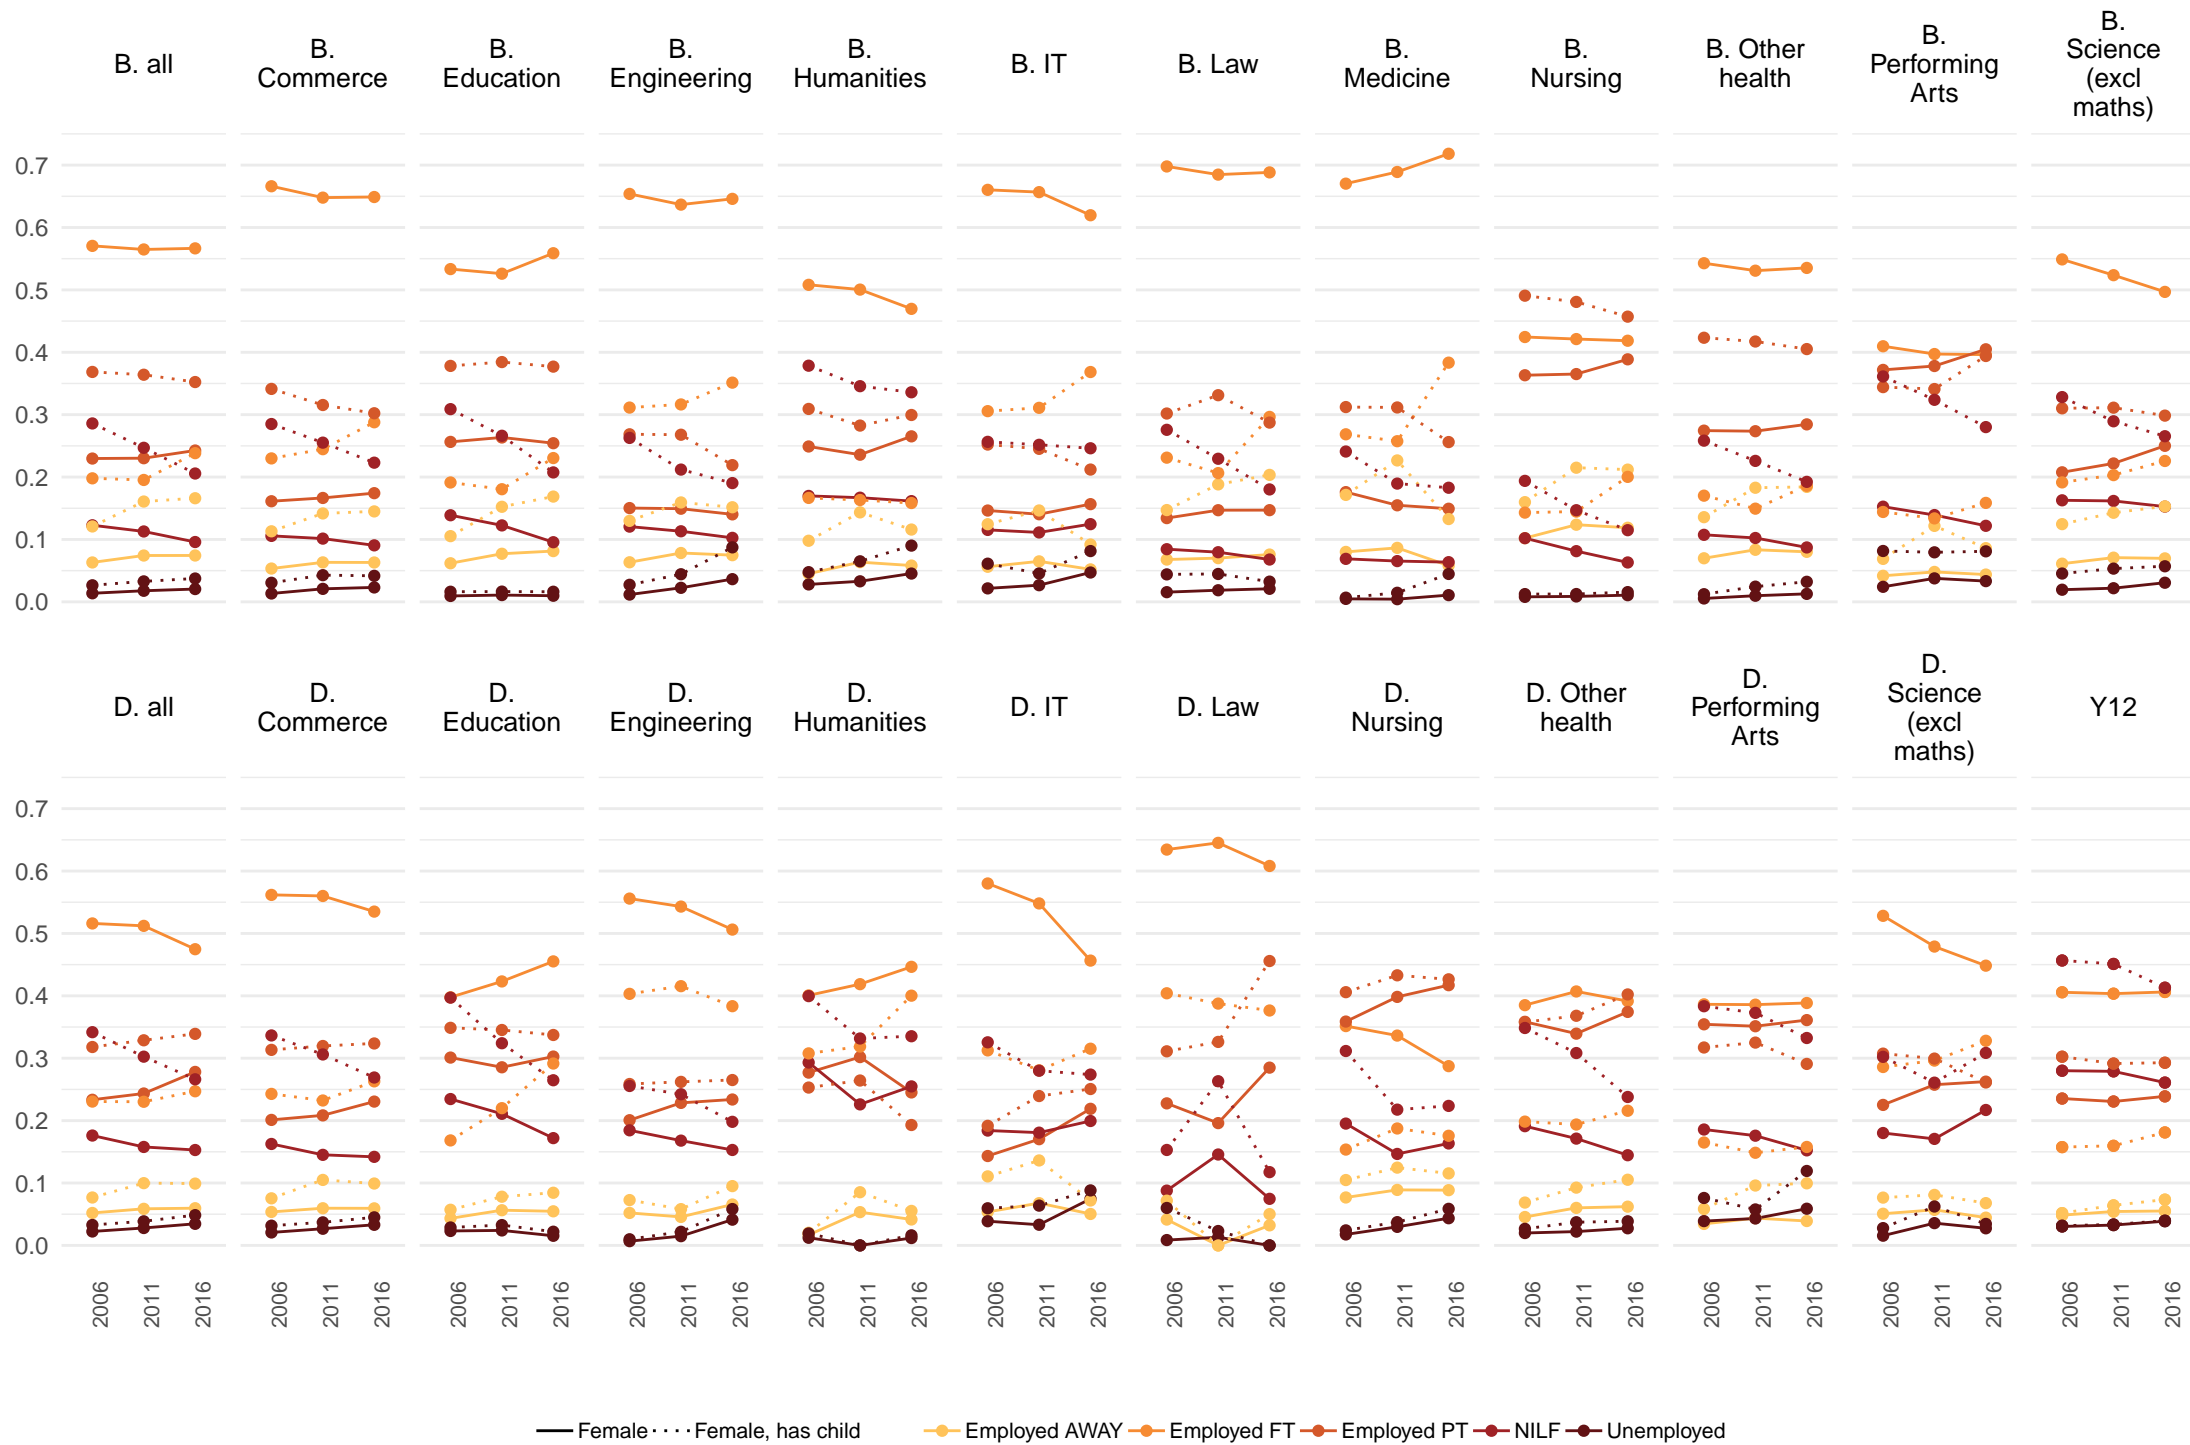 B. all
B.
Commerce
B.
Education
B.
Engineering
B.
Humanities
B. IT
B. Law
B.
Medicine
B.
Nursing
B. Other
health
B.
Performing
Arts
B.
Science
(excl
maths)
0.7
0.6
0.5
0.4
0.3
0.2
0.1
0.0
D. all
D.
Commerce
D.
Education
D.
Engineering
D.
Humanities
D. IT
D. Law
D.
Nursing
D. Other
health
D.
Performing
Arts
D.
Science
(excl
maths)
Y12
0.7
0.6
0.5
0.4
0.3
0.2
0.1
0.0
2006 2011 2016
2006 2011 2016
2006 2011 2016
2006 2011 2016
2006 2011 2016
2006 2011 2016
2006 2011 2016
2006 2011 2016
2006 2011 2016
2006 2011 2016
2006 2011 2016
2006 2011 2016
Female Female, has child Employed AWAY Employed FT Employed PT NILF Unemployed